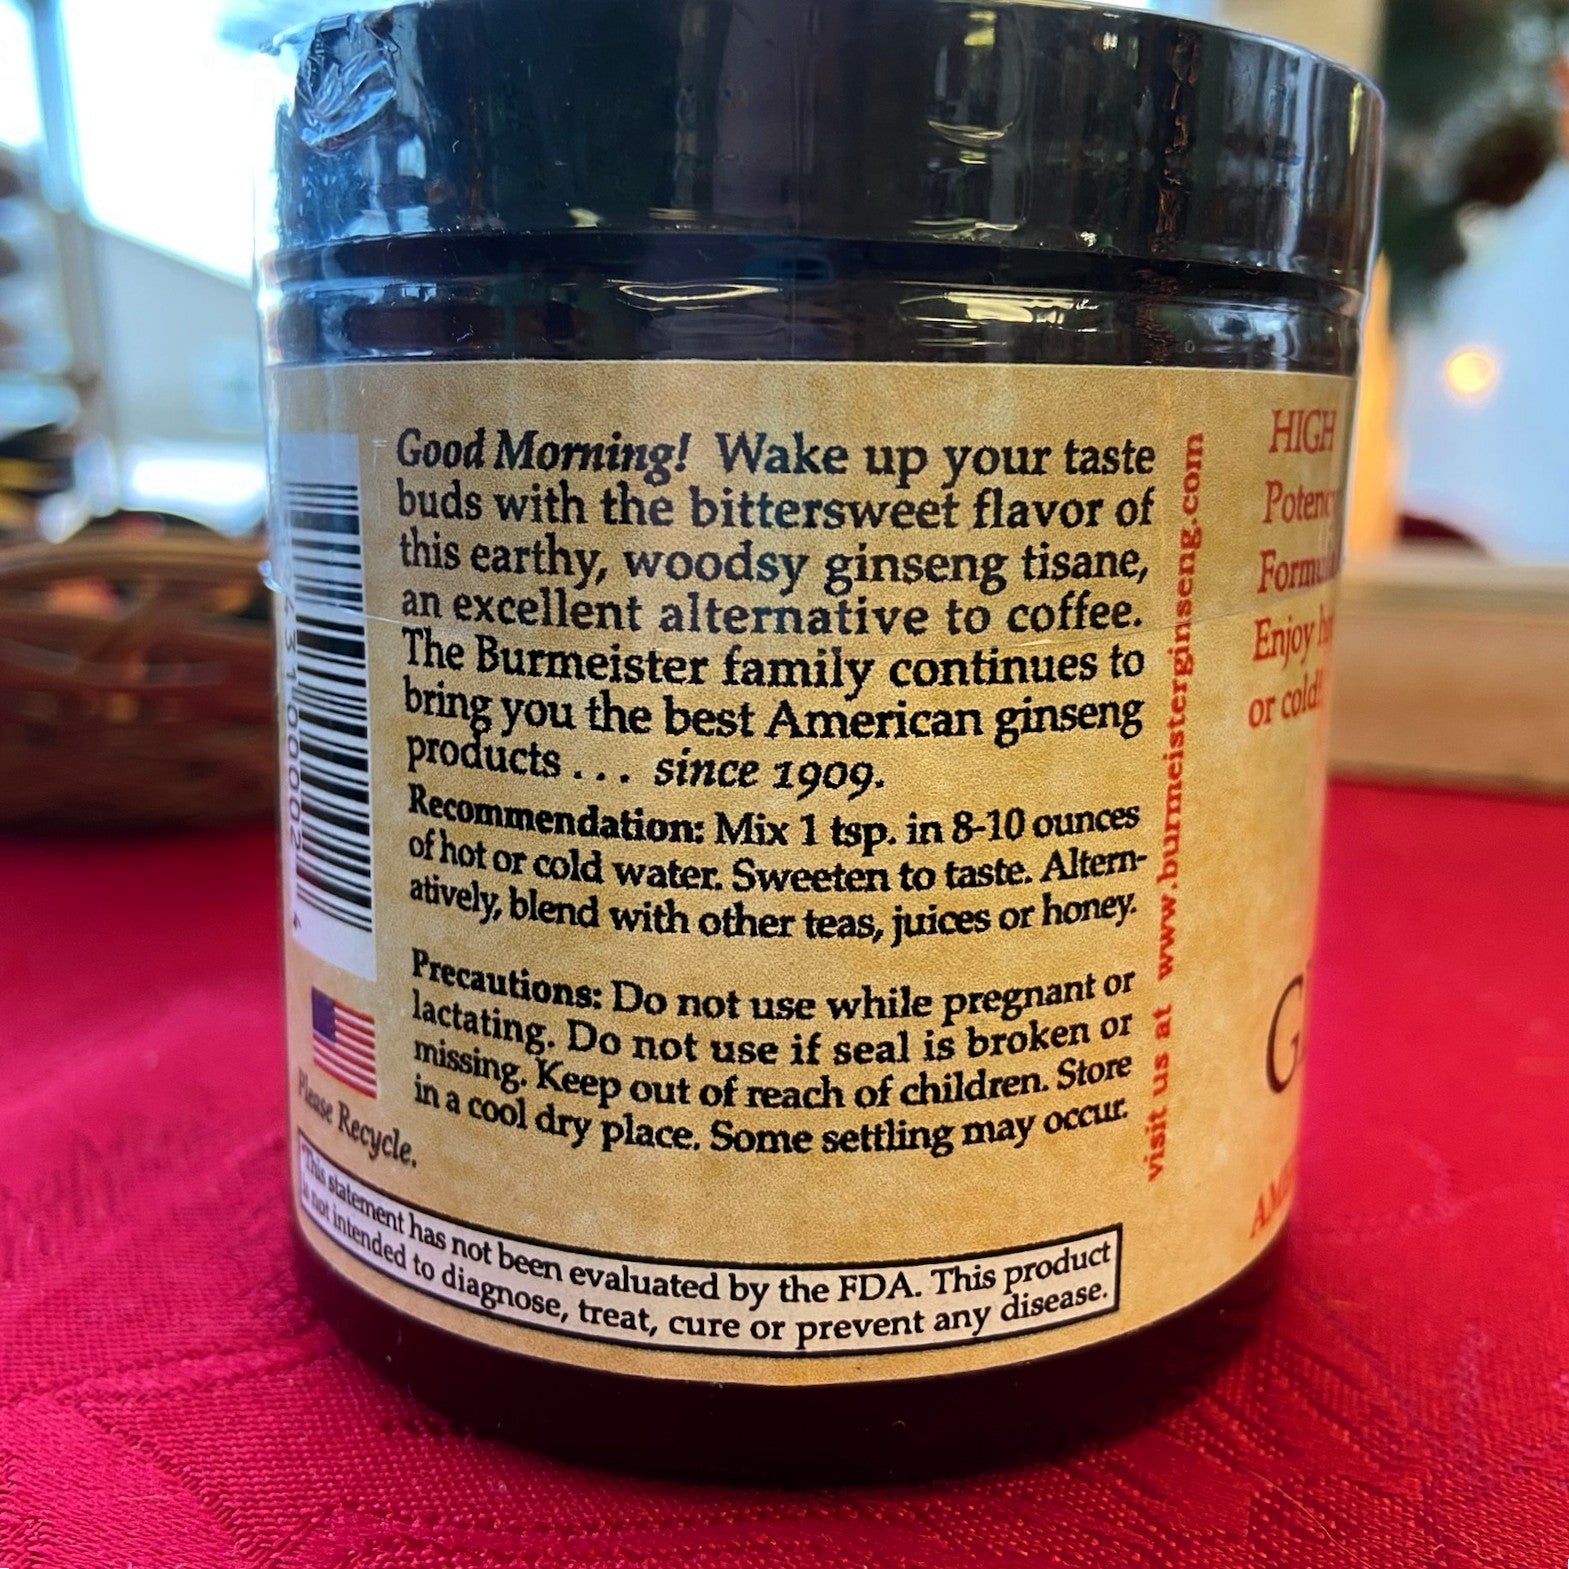 Good Morning! Wake up your taste
buds with the bittersweet flavor of
this earthy, woodsy ginseng tisane,
an excellent alternative to coffee.
The Burmeister family continues to
bring you the best American ginseng
products . . . since 1909.
Recommendation: Mix 1 tsp. in 8-10 ounces
of hot or cold water. Sweeten to taste. Altern-
atively, blend with other teas, juices or honey.
Precautions: Do not use while pregnant or
lactating. Do not use if seal is broken or
missing. Keep out of reach of children. Store
in a cool dry place. Some settling may occur.
Please Recycle.
*This statement has not been evaluated by the FDA. This product
is not intended to diagnose, treat, cure or prevent any disease.
visit us at www.burmeisterginseng.com
HIGH
Enjoy
or cold!